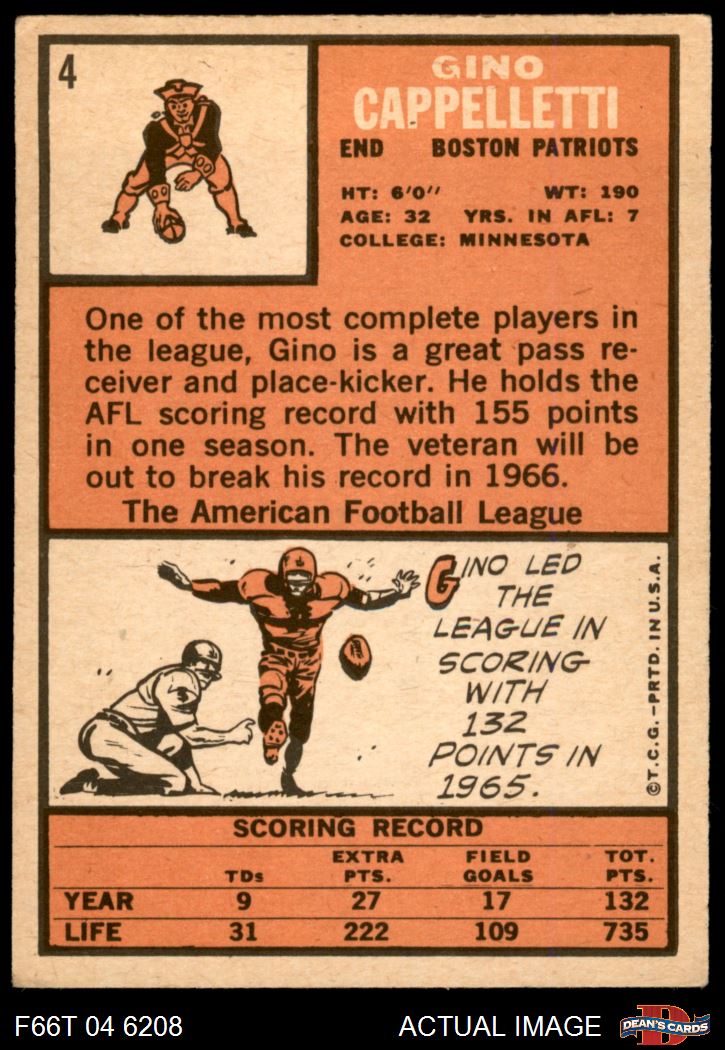 4
GINO
CAPPELLETTI
END BOSTON PATRIOTS
HT: 6'0" WT: 190
AGE: 32 YRS. IN AFL: 7
COLLEGE: MINNESOTA
One of the most complete players in
the league, Gino is a great pass re-
ceiver and place-kicker. He holds the
AFL scoring record with 155 points
in one season. The veteran will be
out to break his record in 1966.
The American Football League
GINO LED
THE
LEAGUE IN
SCORING
WITH
132
POINTS IN
1965.
©T.C.G.-PRTD. IN U.S.A.
SCORING RECORD
TDs EXTRA PTS. FIELD GOALS TOT. PTS.
YEAR 9 27 17 132
LIFE 31 222 109 735
F66T 04 6208 ACTUAL IMAGE D DEAN'S CARDS